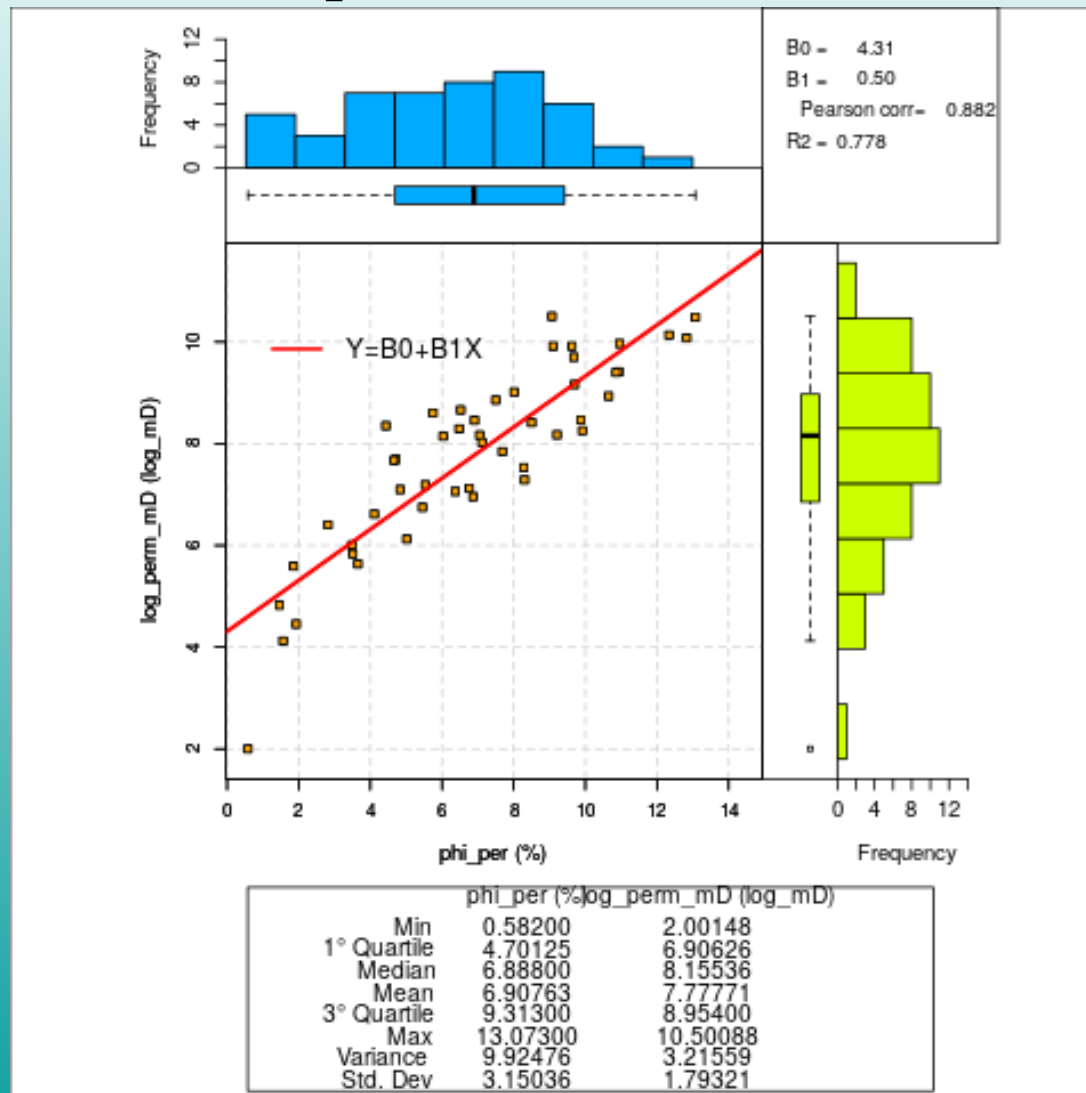 12
8
4
0
Frequency
B0 = 4.31
B1 = 0.50
Pearson corr= 0.882
R2 = 0.778
Y=B0+B1X
10
8
6
4
2
log_perm_mD (log_mD)
0 2 4 6 8 10 12 14
phi_per (%)
0 4 8 12
Frequency
phi_per (%) log_perm_mD (log_mD)
Min 0.58200 2.00148
1° Quartile 4.70125 6.90626
Median 6.88800 8.15536
Mean 6.90763 7.77771
3° Quartile 9.31300 8.95400
Max 13.07300 10.50088
Variance 9.92476 3.21559
Std. Dev 3.15036 1.79321